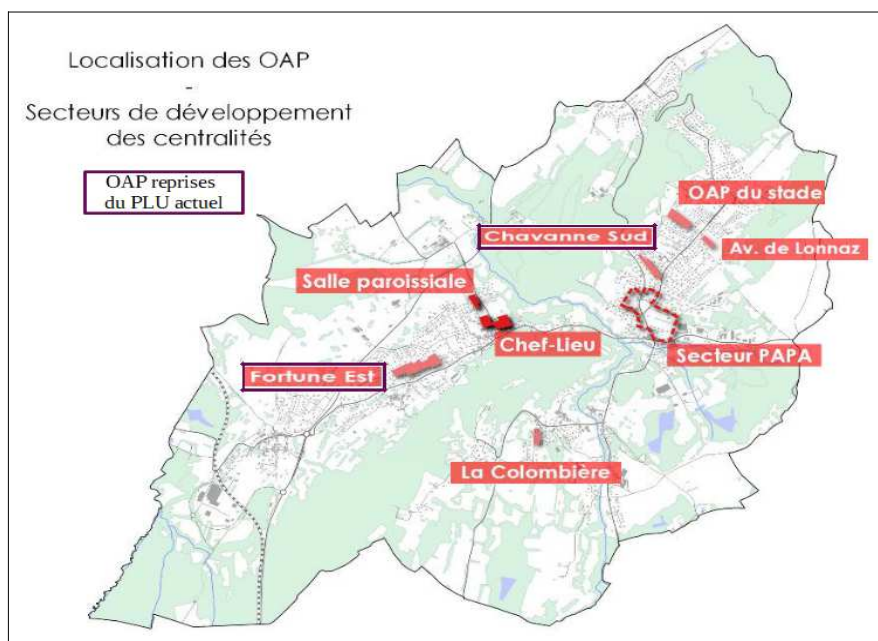 Localisation des OAP
-
Secteurs de développement
des centralités
OAP reprises
du PLU actuel
OAP du stade
Chavanne Sud
Av. de Lonnaz
Salle paroissiale
Chef-Lieu
Secteur PAPA
Fortune Est
La Colombière